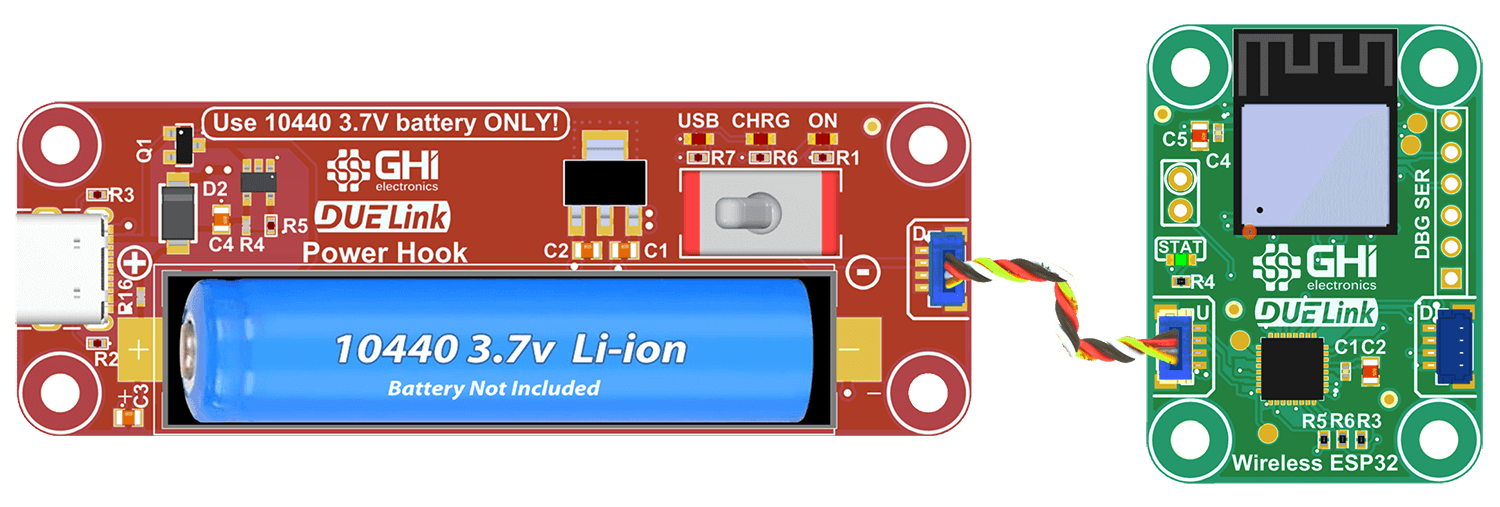 Use 10440 3.7V battery ONLY!
USB CHRG ON
R7 R6 R1
Q1
GHI
electronics
D2
R3
DUELink
C4 R4 R5
Power Hook
C2 C1
D
+
-
R16
R2
+
C3
+
-
-
10440 3.7v Li-ion
Battery Not Included
C5
C4
DBG SER
STAT
R4
GHI
electronics
DUELink
U
D
C1 C2
R5 R6 R3
Wireless ESP32